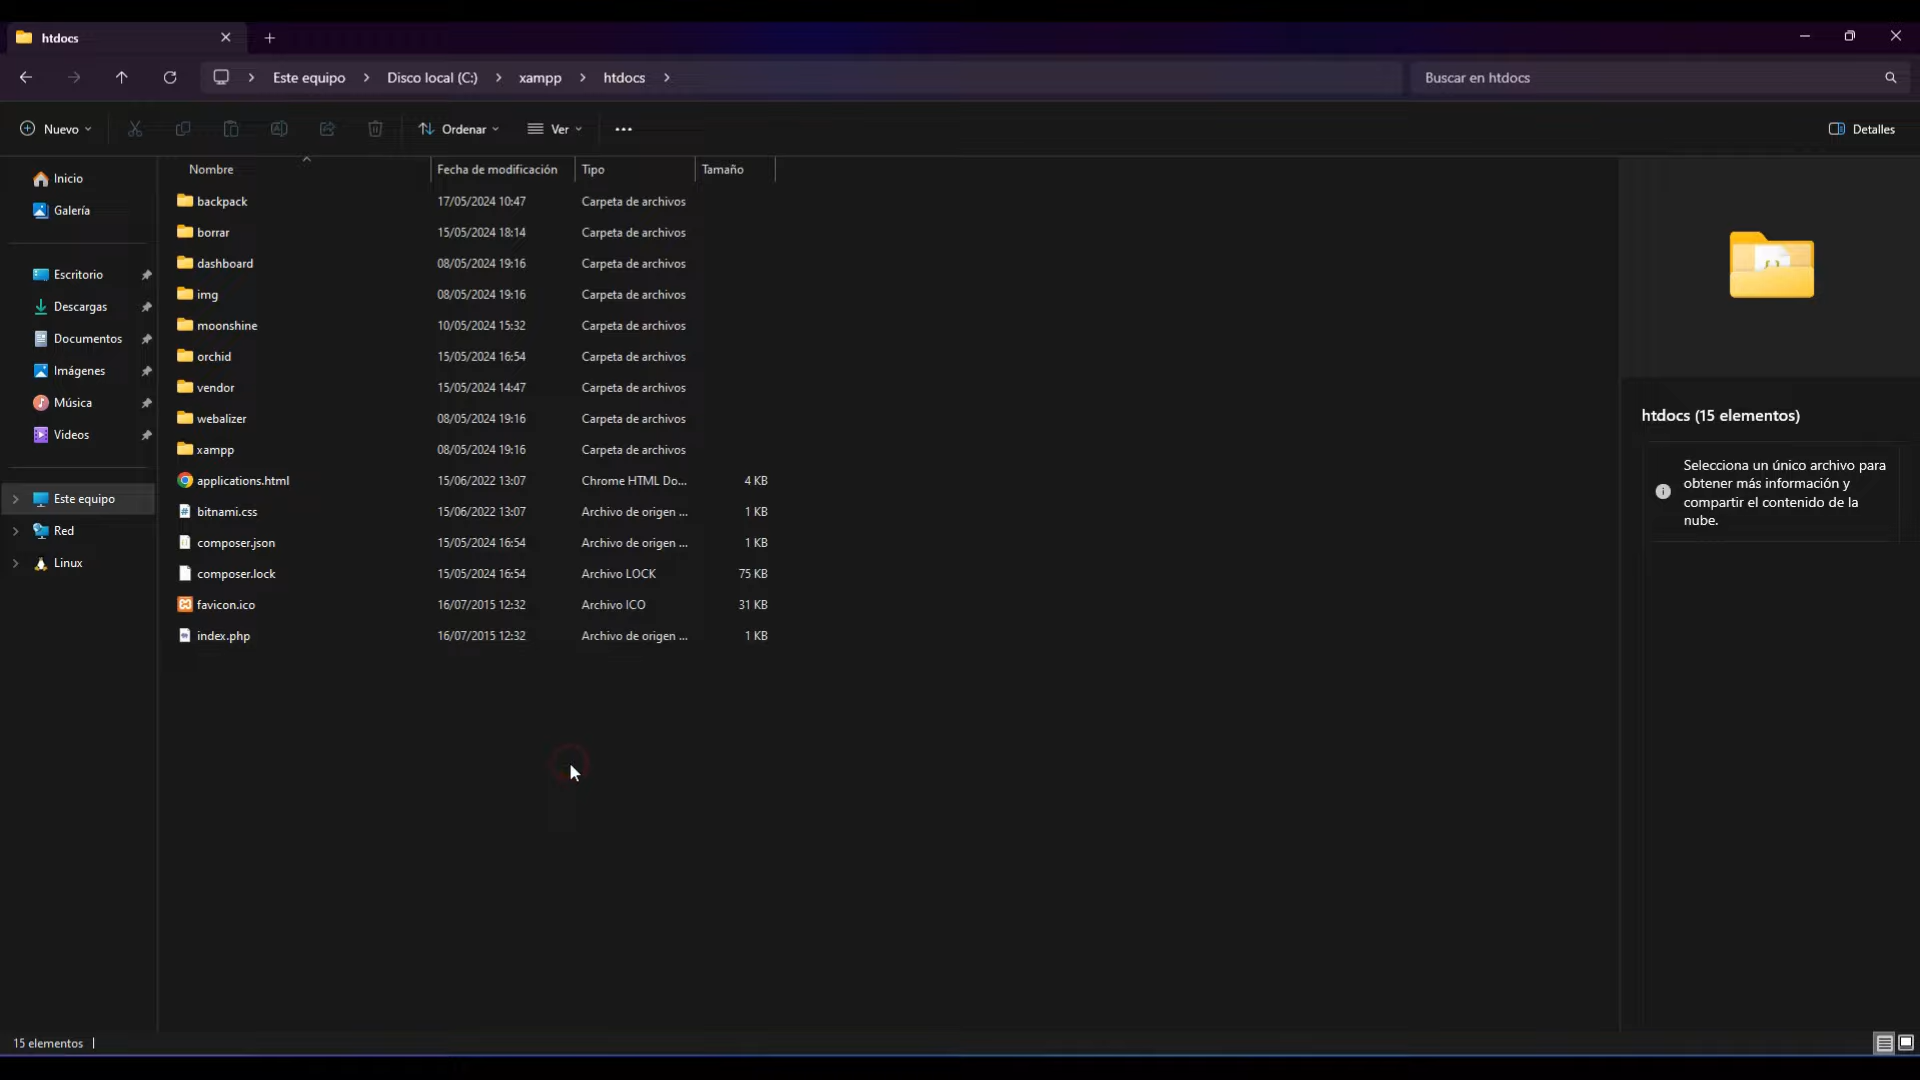 htdocs
Este equipo > Disco local (C:) > xampp > htdocs >
Buscar en htdocs
Nuevo
Ordenar
Ver
Detalles
Inicio
Galería
Escritorio
Descargas
Documentos
Imágenes
Música
Videos
Este equipo
Red
Linux
Nombre Fecha de modificación Tipo Tamaño
backpack 17/05/2024 10:47 Carpeta de archivos
borrar 15/05/2024 18:14 Carpeta de archivos
dashboard 08/05/2024 19:16 Carpeta de archivos
img 08/05/2024 19:16 Carpeta de archivos
moonshine 10/05/2024 15:32 Carpeta de archivos
orchid 15/05/2024 16:54 Carpeta de archivos
vendor 15/05/2024 14:47 Carpeta de archivos
webalizer 08/05/2024 19:16 Carpeta de archivos
xampp 08/05/2024 19:16 Carpeta de archivos
applications.html 15/06/2022 13:07 Chrome HTML Do... 4 KB
bitnami.css 15/06/2022 13:07 Archivo de origen ... 1 KB
composer.json 15/05/2024 16:54 Archivo de origen ... 1 KB
composer.lock 15/05/2024 16:54 Archivo LOCK 75 KB
favicon.ico 16/07/2015 12:32 Archivo ICO 31 KB
index.php 16/07/2015 12:32 Archivo de origen ... 1 KB
htdocs (15 elementos)
Selecciona un único archivo para
obtener más información y
compartir el contenido de la
nube.
15 elementos